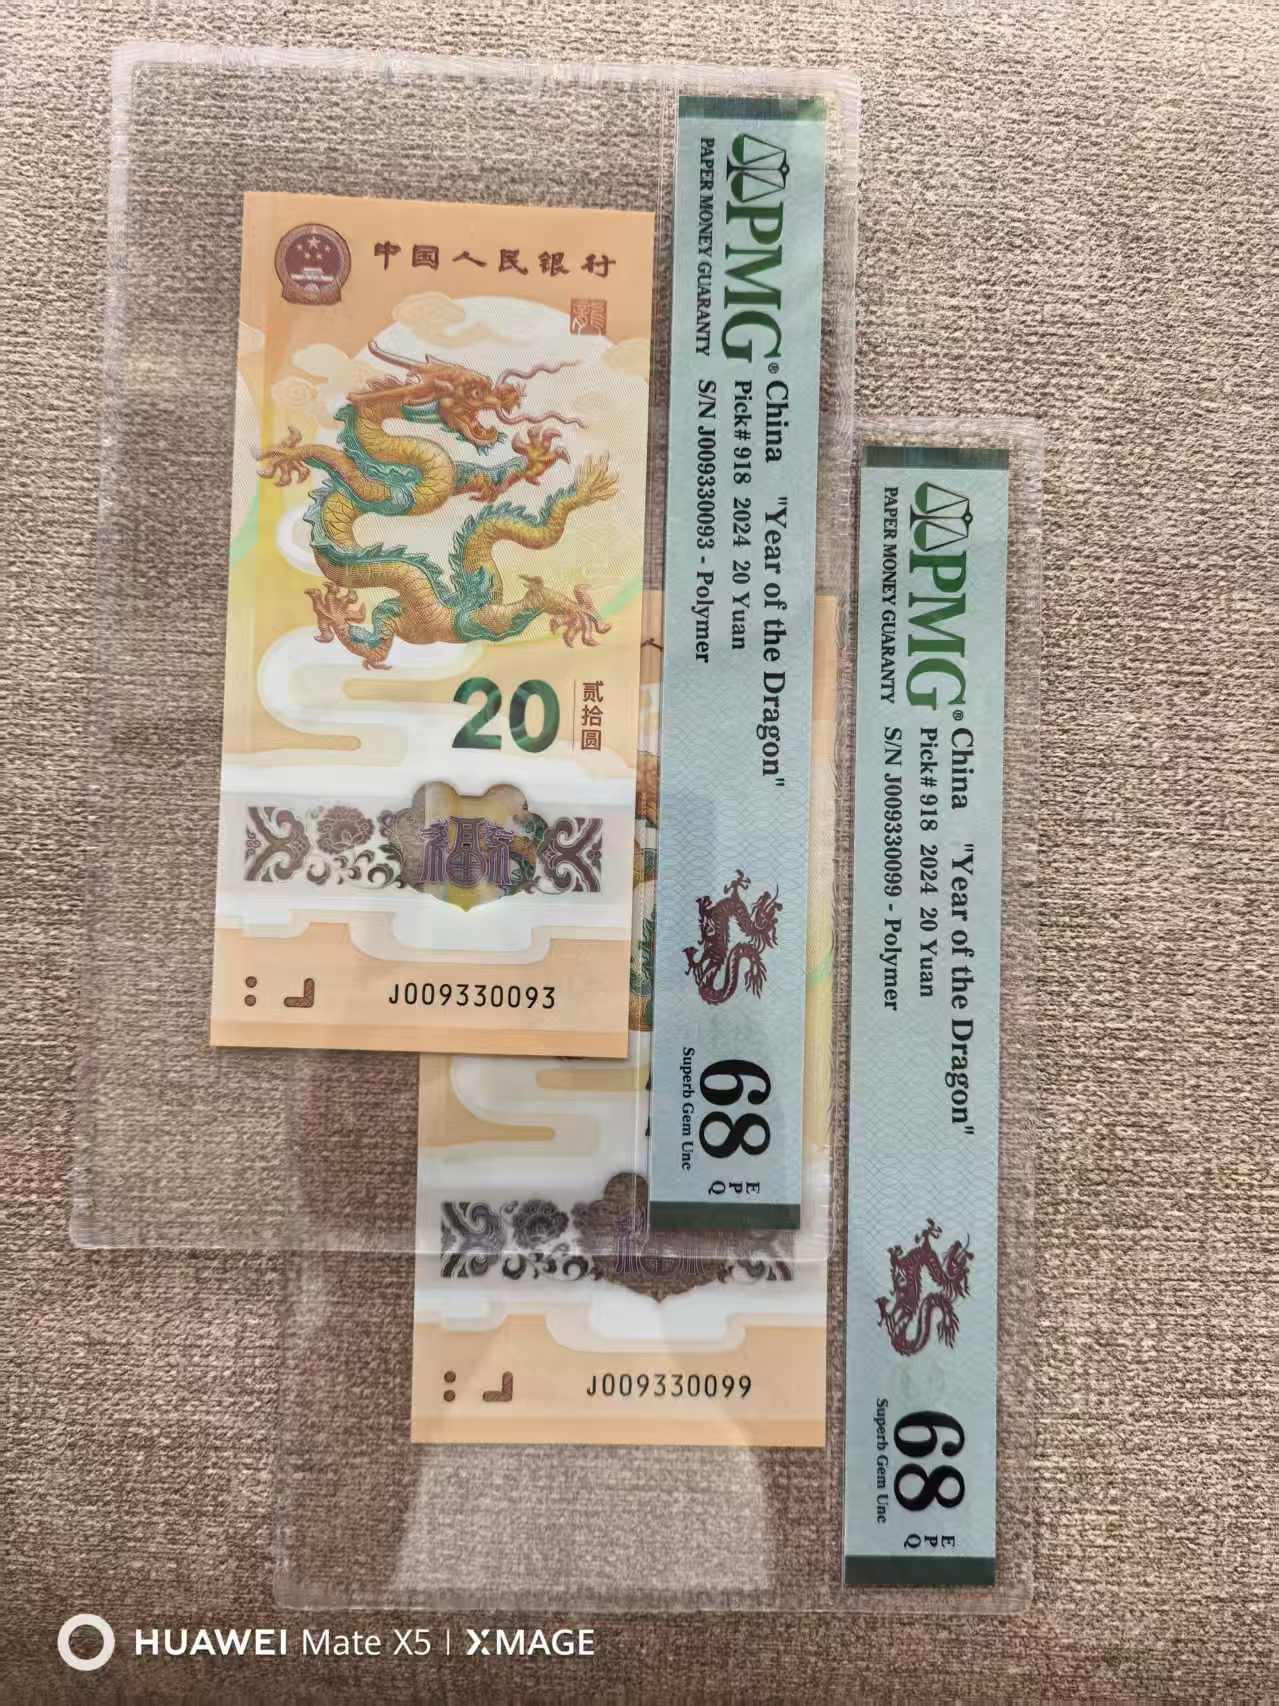 中国人民银行
龍
20
贰拾圆
福
J009330093
PMG®
PAPER MONEY GUARANTY
China "Year of the Dragon"
Pick# 918 2024 20 Yuan
S/N J009330093 - Polymer
68
EPQ
Superb Gem Unc
J009330099
PMG®
PAPER MONEY GUARANTY
China "Year of the Dragon"
Pick# 918 2024 20 Yuan
S/N J009330099 - Polymer
68
EPQ
Superb Gem Unc
HUAWEI Mate X5 | XMAGE